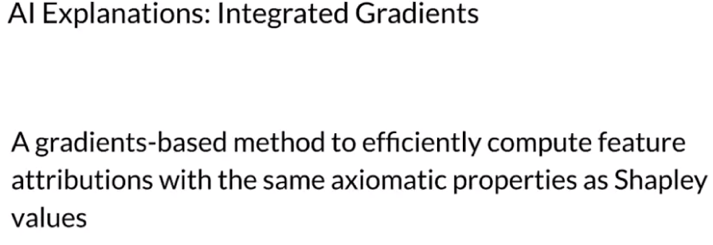 AI Explanations: Integrated Gradients
A gradients-based method to efficiently compute feature
attributions with the same axiomatic properties as Shapley
values